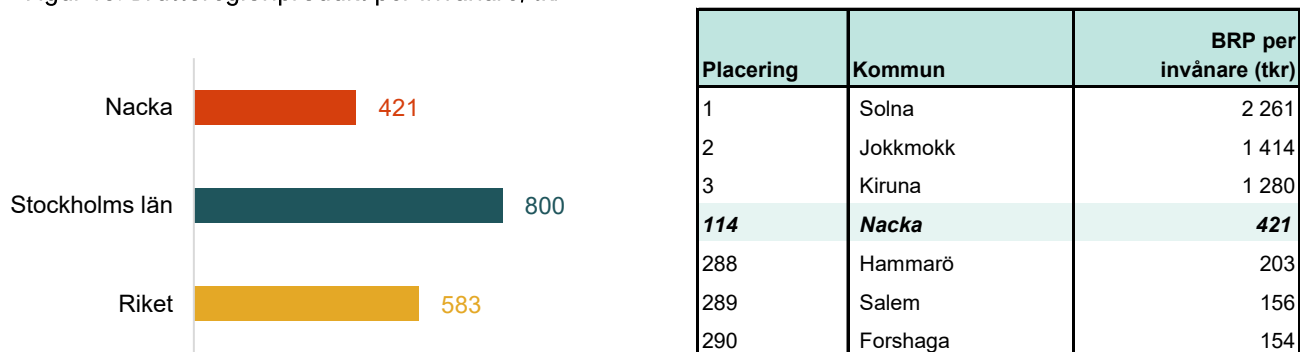 Nacka
421
Stockholms län
800
Riket
583
Placering Kommun BRP per invånare (tkr)
1 Solna 2 261
2 Jokkmokk 1 414
3 Kiruna 1 280
114 Nacka 421
288 Hammarö 203
289 Salem 156
290 Forshaga 154